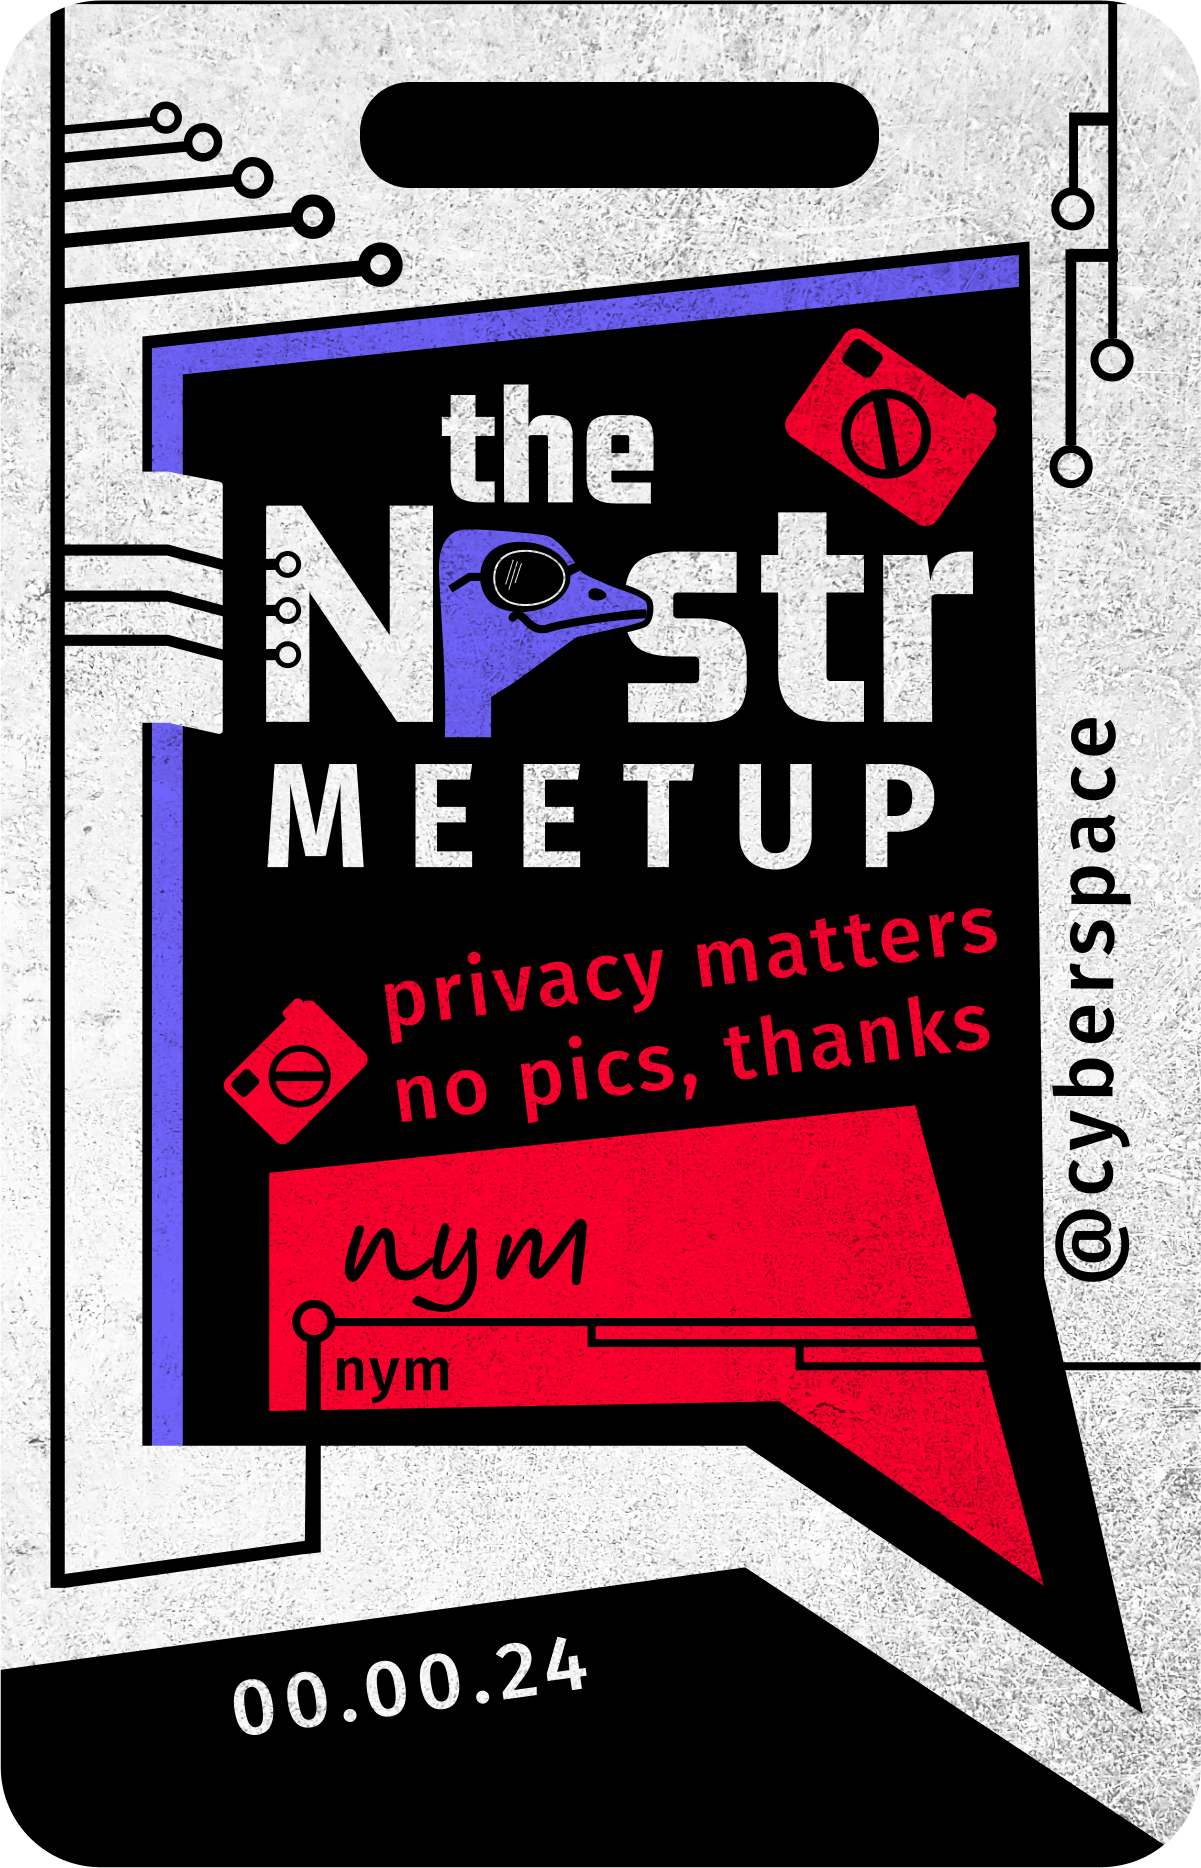 the
Nostr
MEETUP
privacy matters
no pics, thanks
@cyberspace
nym
nym
00.00.24